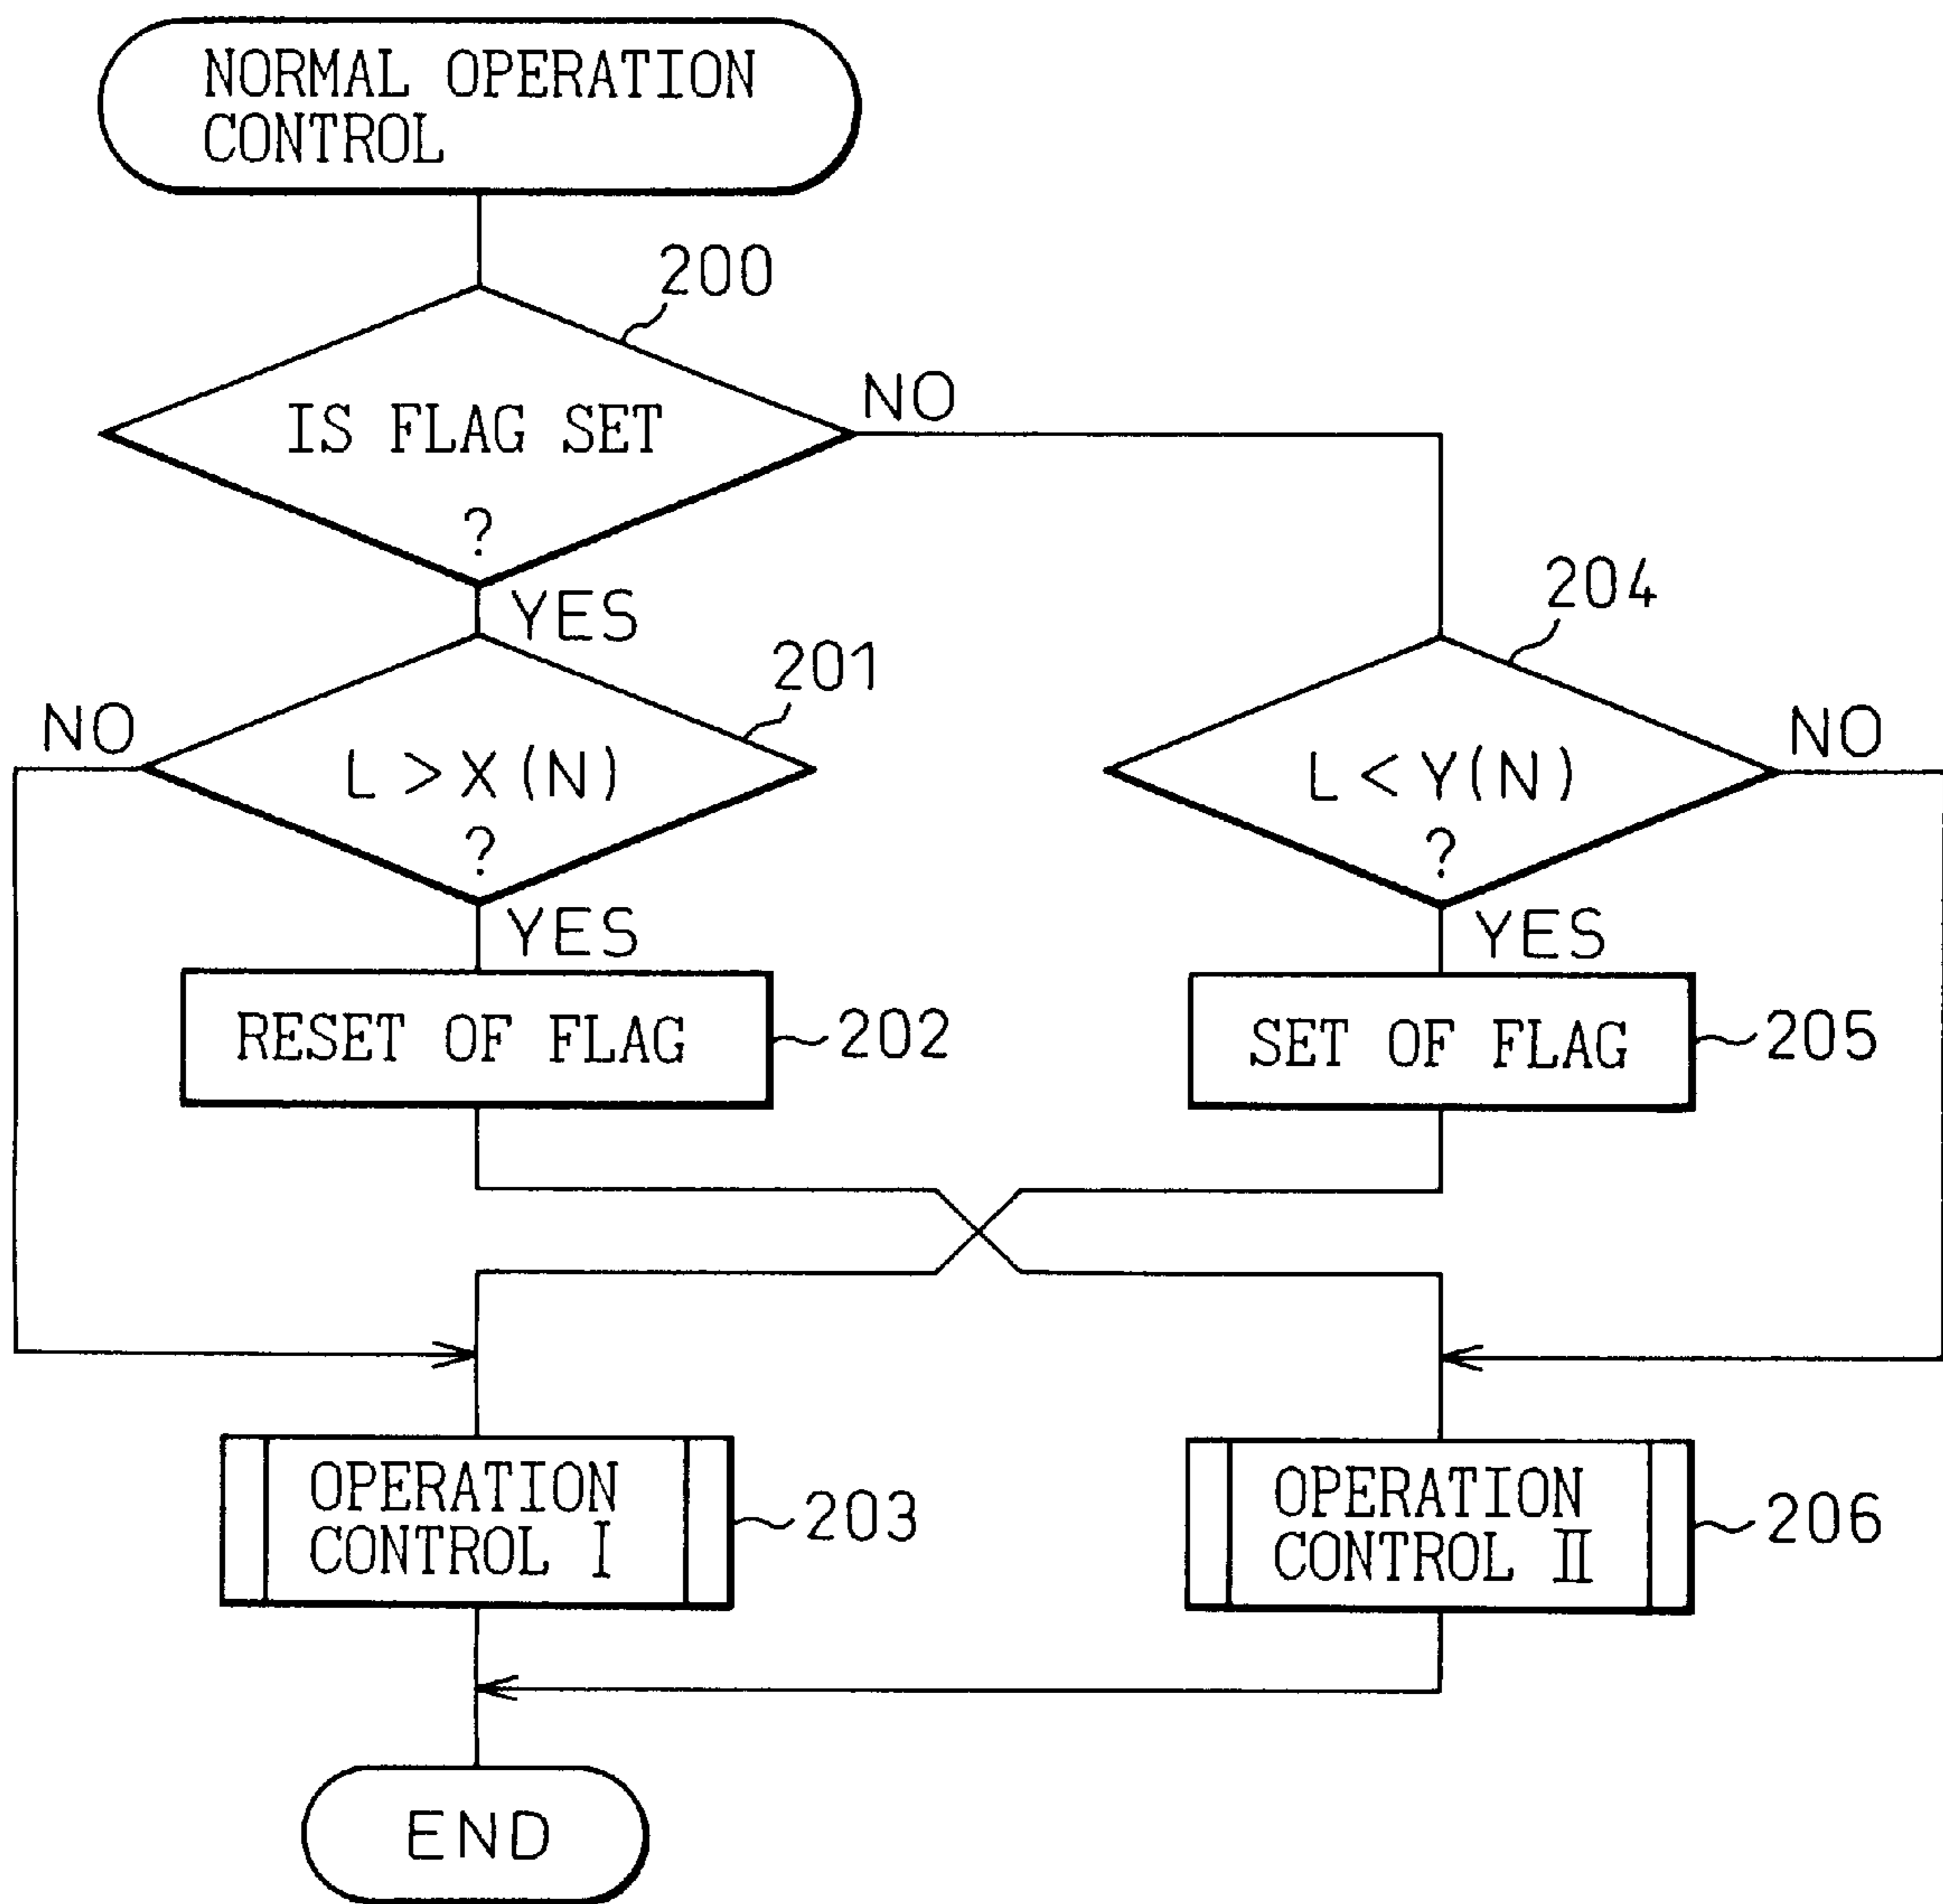 NORMAL OPERATION
CONTROL
200
IS FLAG SET
?
NO
YES
201
NO
L > X (N)
?
YES
204
NO
L < Y(N)
?
YES
RESET OF FLAG
202
SET OF FLAG
205
OPERATION
CONTROL I
203
OPERATION
CONTROL II
206
END